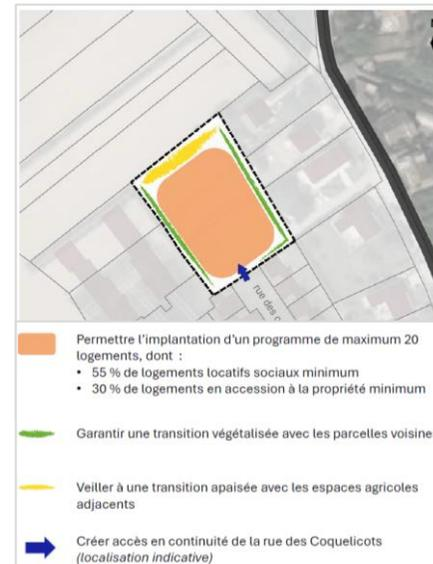 rue des
Permettre l'implantation d'un programme de maximum 20
logements, dont :
• 55 % de logements locatifs sociaux minimum
• 30 % de logements en accession à la propriété minimum
Garantir une transition végétalisée avec les parcelles voisine
Veiller à une transition apaisée avec les espaces agricoles
adjacents
Créer accès en continuité de la rue des Coquelicots
(localisation indicative)